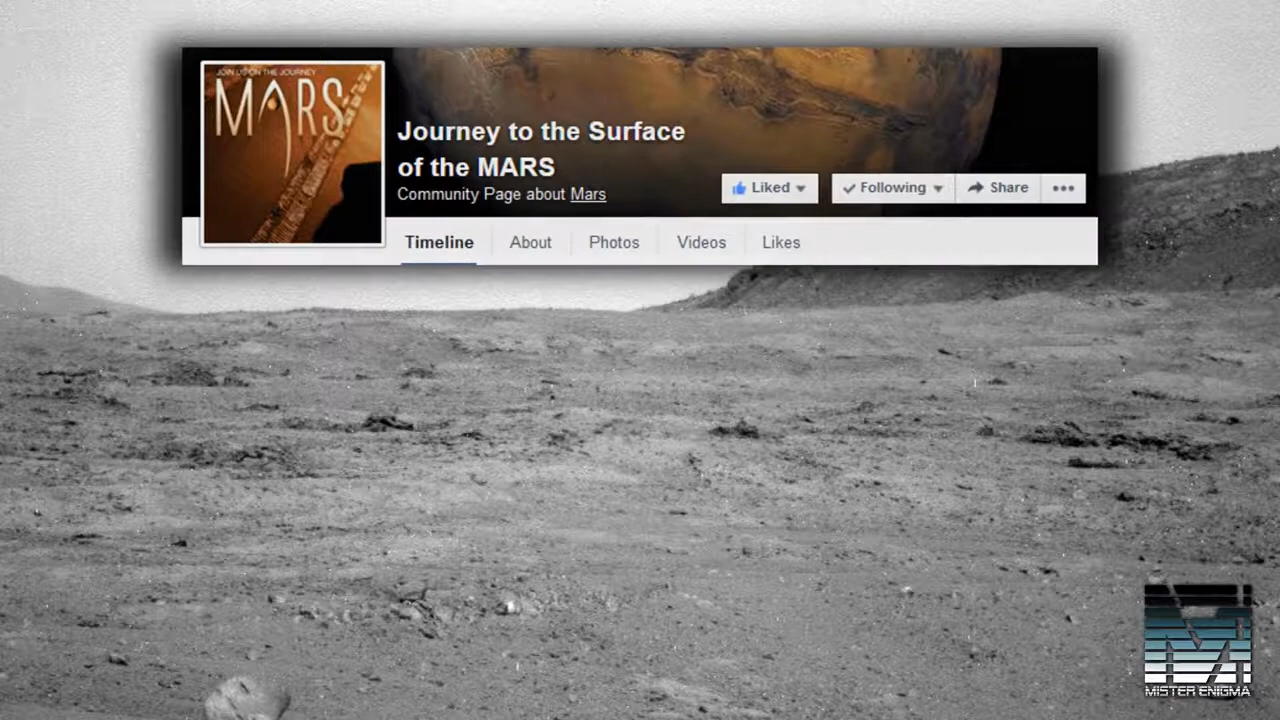 JOIN US ON THE JOURNEY
MARS
Journey to the Surface
of the MARS
Community Page about Mars
Liked
Following
Share
Timeline
About
Photos
Videos
Likes
MISTER ENIGMA